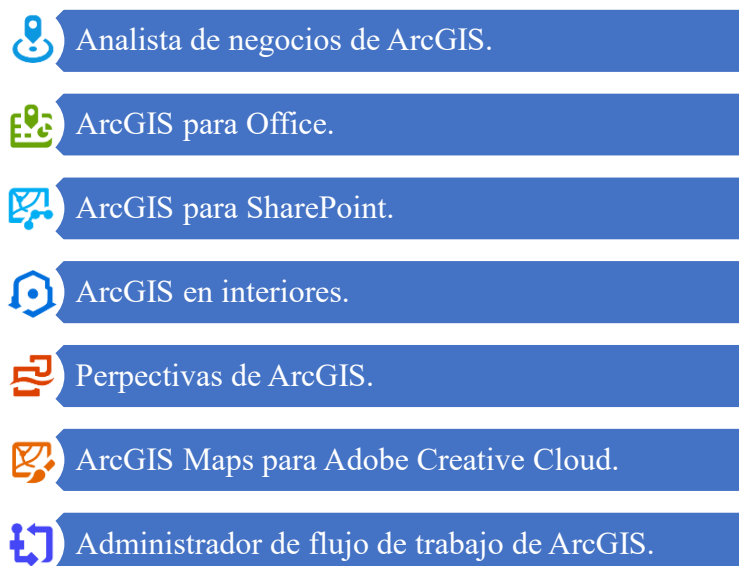 Analista de negocios de ArcGIS.
ArcGIS para Office.
ArcGIS para SharePoint.
ArcGIS en interiores.
Perpectivas de ArcGIS.
ArcGIS Maps para Adobe Creative Cloud.
Administrador de flujo de trabajo de ArcGIS.